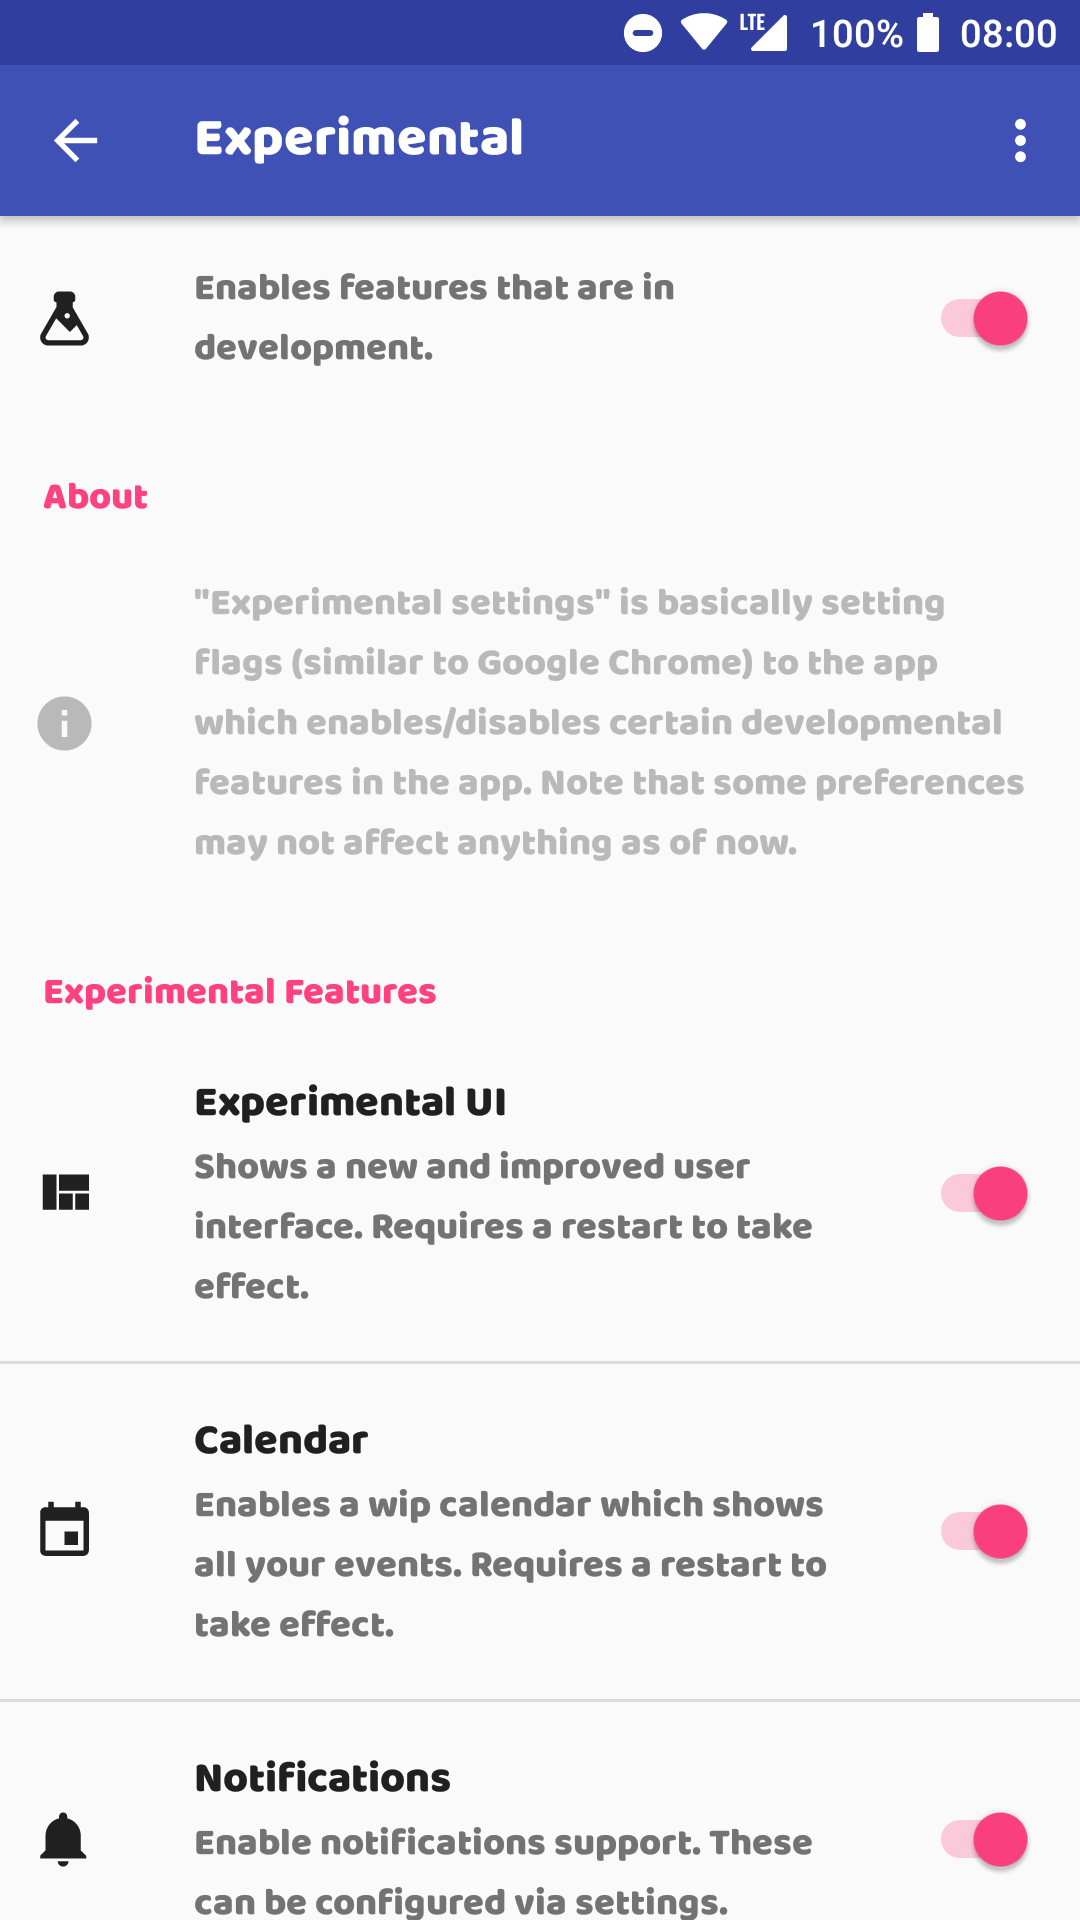 LTE 100% 08:00
Experimental
Enables features that are in
development.
About
"Experimental settings" is basically setting
flags (similar to Google Chrome) to the app
which enables/disables certain developmental
features in the app. Note that some preferences
may not affect anything as of now.
Experimental Features
Experimental UI
Shows a new and improved user
interface. Requires a restart to take
effect.
Calendar
Enables a wip calendar which shows
all your events. Requires a restart to
take effect.
Notifications
Enable notifications support. These
can be configured via settings.